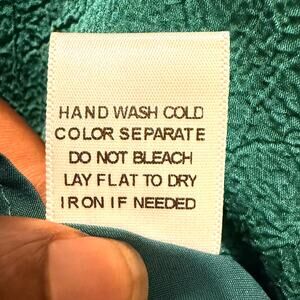 HAND WASH COLD
COLOR SEPARATE
DO NOT BLEACH
LAY FLAT TO DRY
IRON IF NEEDED